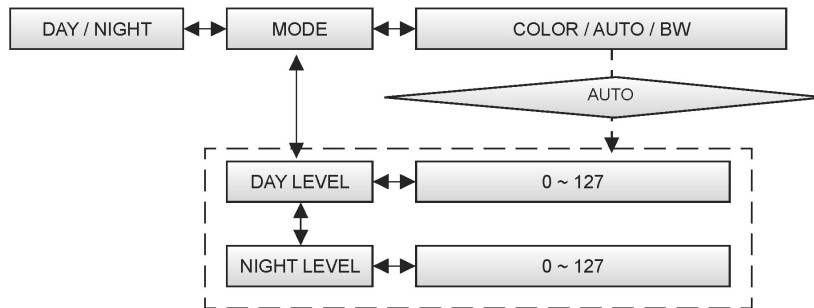 DAY / NIGHT
MODE
COLOR / AUTO / BW
AUTO
DAY LEVEL
0 ~ 127
NIGHT LEVEL
0 ~ 127